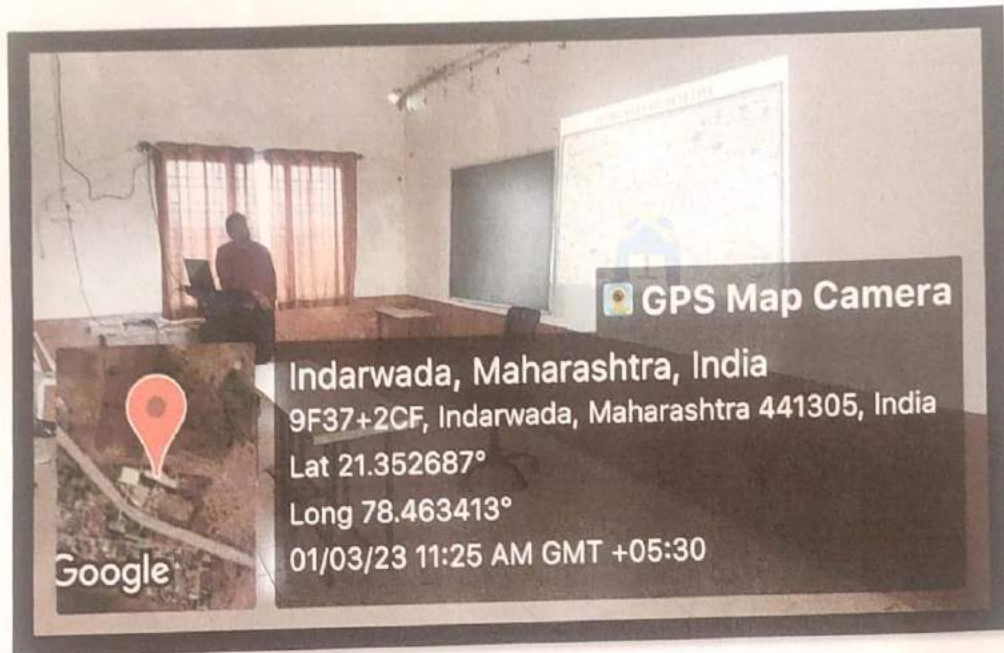 GPS Map Camera
Indarwada, Maharashtra, India
9F37+2CF, Indarwada, Maharashtra 441305, India
Lat 21.352687°
Long 78.463413°
01/03/23 11:25 AM GMT +05:30
Google